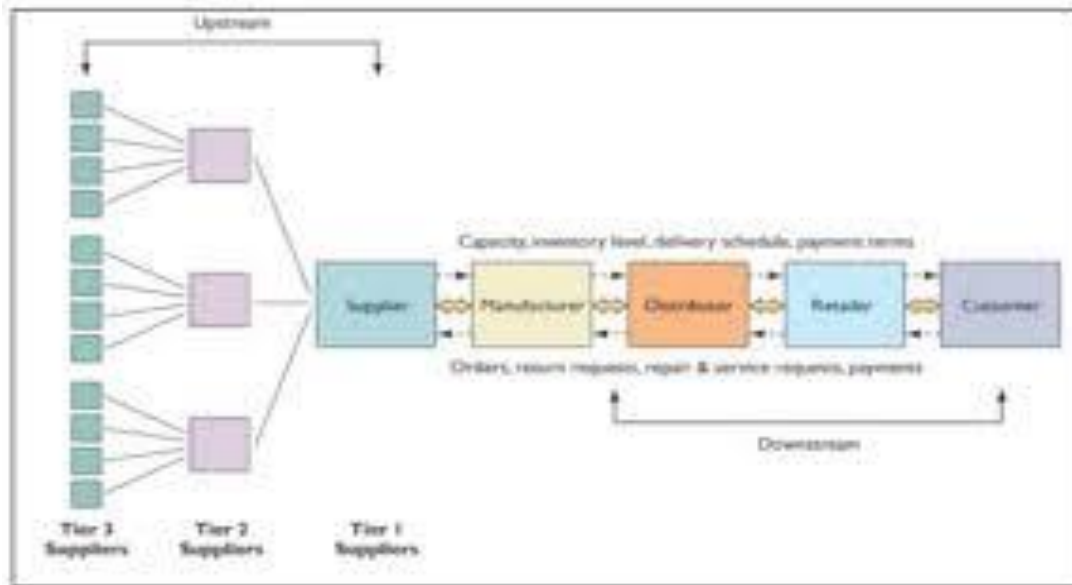 Upstream
Capacity, inventory level, delivery schedule, payment terms
Supplier
Manufacturer
Distributor
Retailer
Customer
Orders, return requests, repair & service requests, payments
Downstream
Tier 3
Suppliers
Tier 2
Suppliers
Tier 1
Suppliers